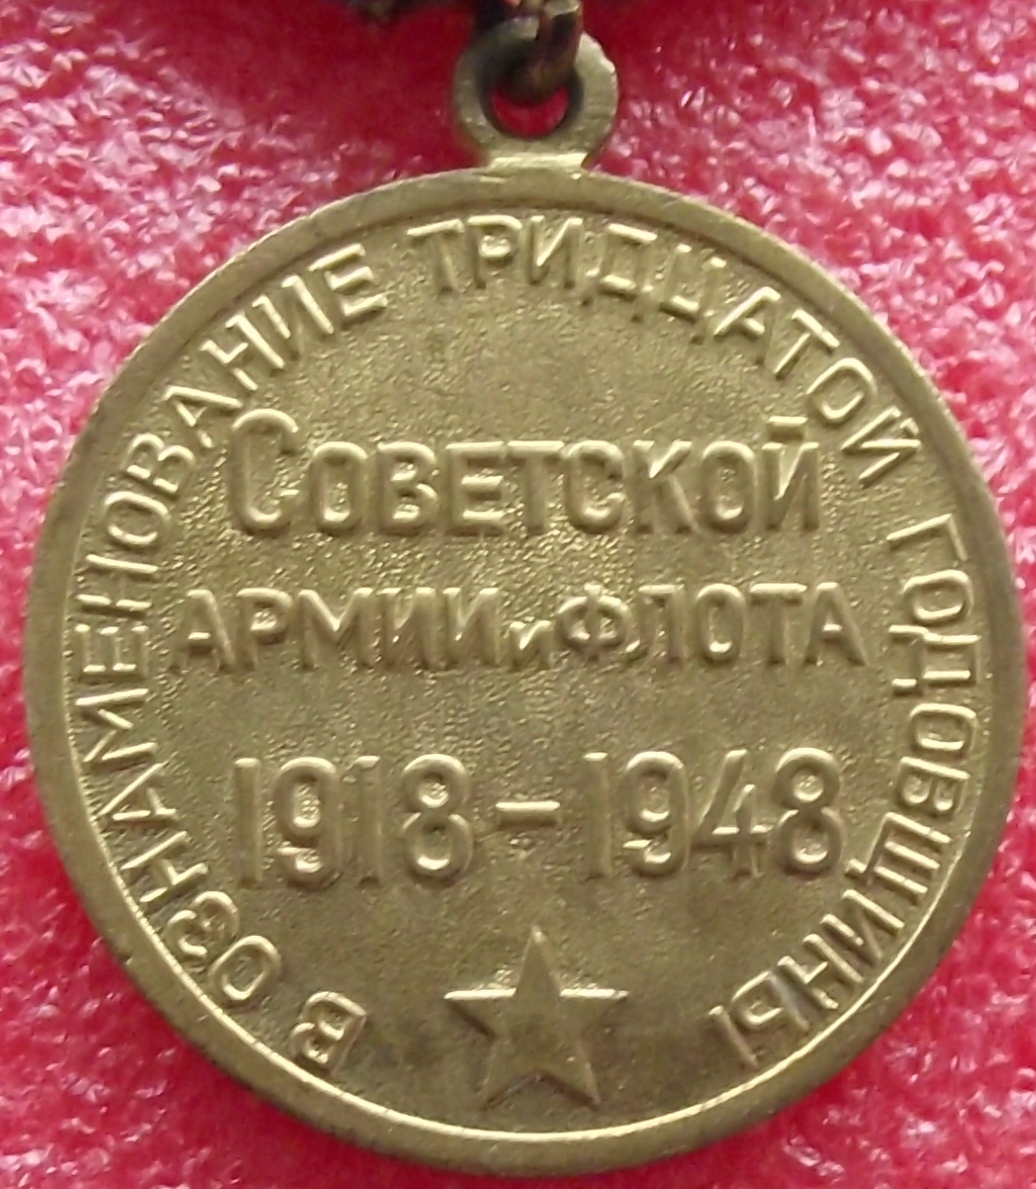 В ОЗНАМЕНОВАНИЕ ТРИДЦАТОЙ ГОДОВЩИНЫ
СОВЕТСКОЙ
АРМИИ и ФЛОТА
1918-1948